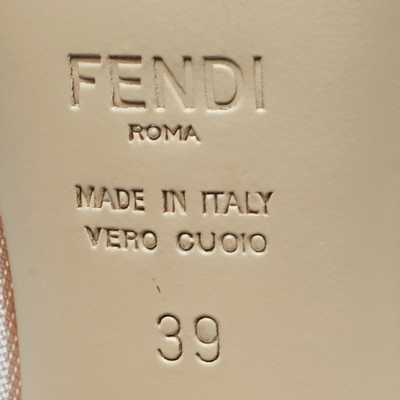 FENDI
ROMA
MADE IN ITALY
VERO CUOIO
39